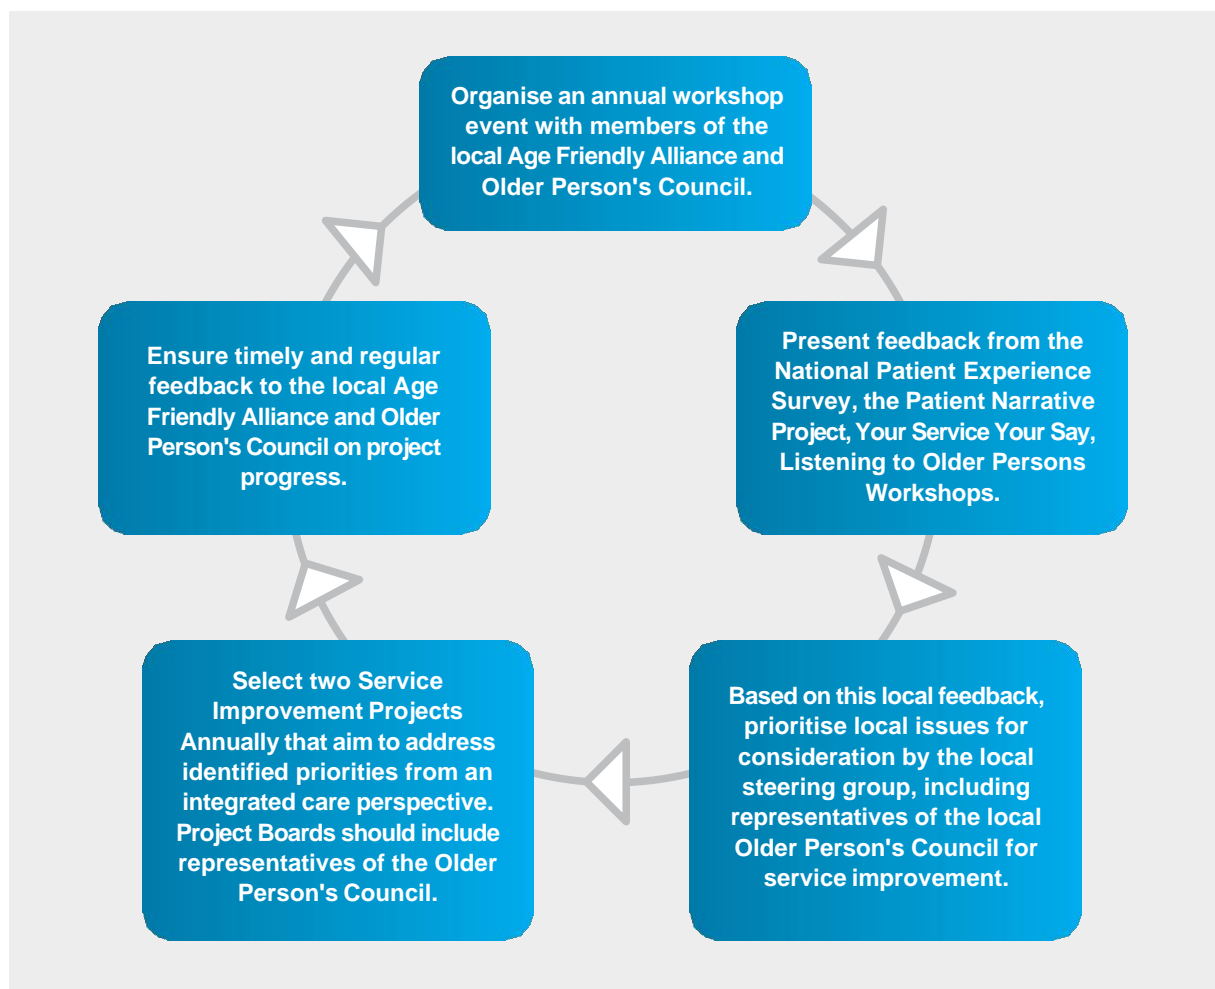 Organise an annual workshop
event with members of the
local Age Friendly Alliance and
Older Person's Council.
Present feedback from the
National Patient Experience
Survey, the Patient Narrative
Project, Your Service Your Say,
Listening to Older Persons
Workshops.
Based on this local feedback,
prioritise local issues for
consideration by the local
steering group, including
representatives of the local
Older Person's Council for
service improvement.
Select two Service
Improvement Projects
Annually that aim to address
identified priorities from an
integrated care perspective.
Project Boards should include
representatives of the Older
Person's Council.
Ensure timely and regular
feedback to the local Age
Friendly Alliance and Older
Person's Council on project
progress.